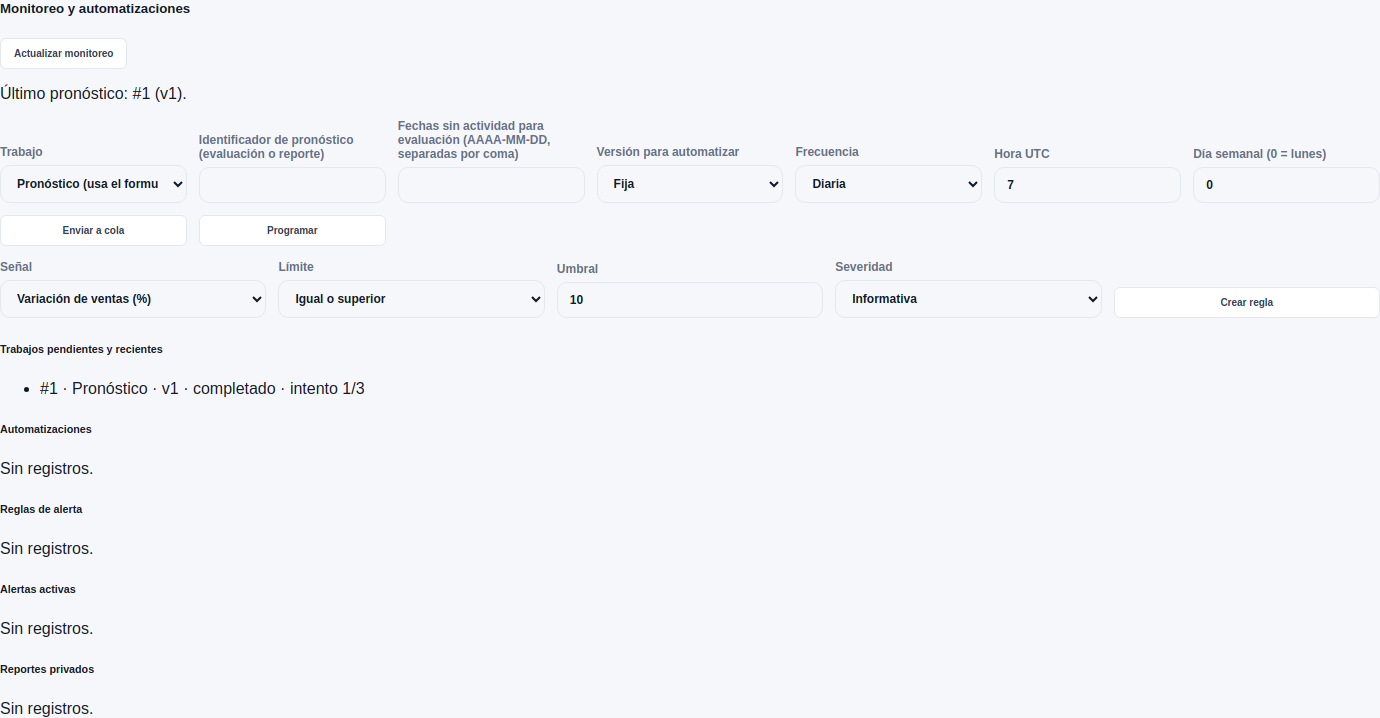 Monitoreo y automatizaciones
Actualizar monitoreo
Último pronóstico: #1 (v1).
Trabajo
Identificador de pronóstico
(evaluación o reporte)
Fechas sin actividad para
evaluación (AAAA-MM-DD,
separadas por coma)
Versión para automatizar
Frecuencia
Hora UTC
Día semanal (0 = lunes)
Pronóstico (usa el formu
Fija
Diaria
7
0
Enviar a cola
Programar
Señal
Límite
Umbral
Severidad
Variación de ventas (%)
Igual o superior
10
Informativa
Crear regla
Trabajos pendientes y recientes
#1 · Pronóstico · v1 · completado · intento 1/3
Automatizaciones
Sin registros.
Reglas de alerta
Sin registros.
Alertas activas
Sin registros.
Reportes privados
Sin registros.